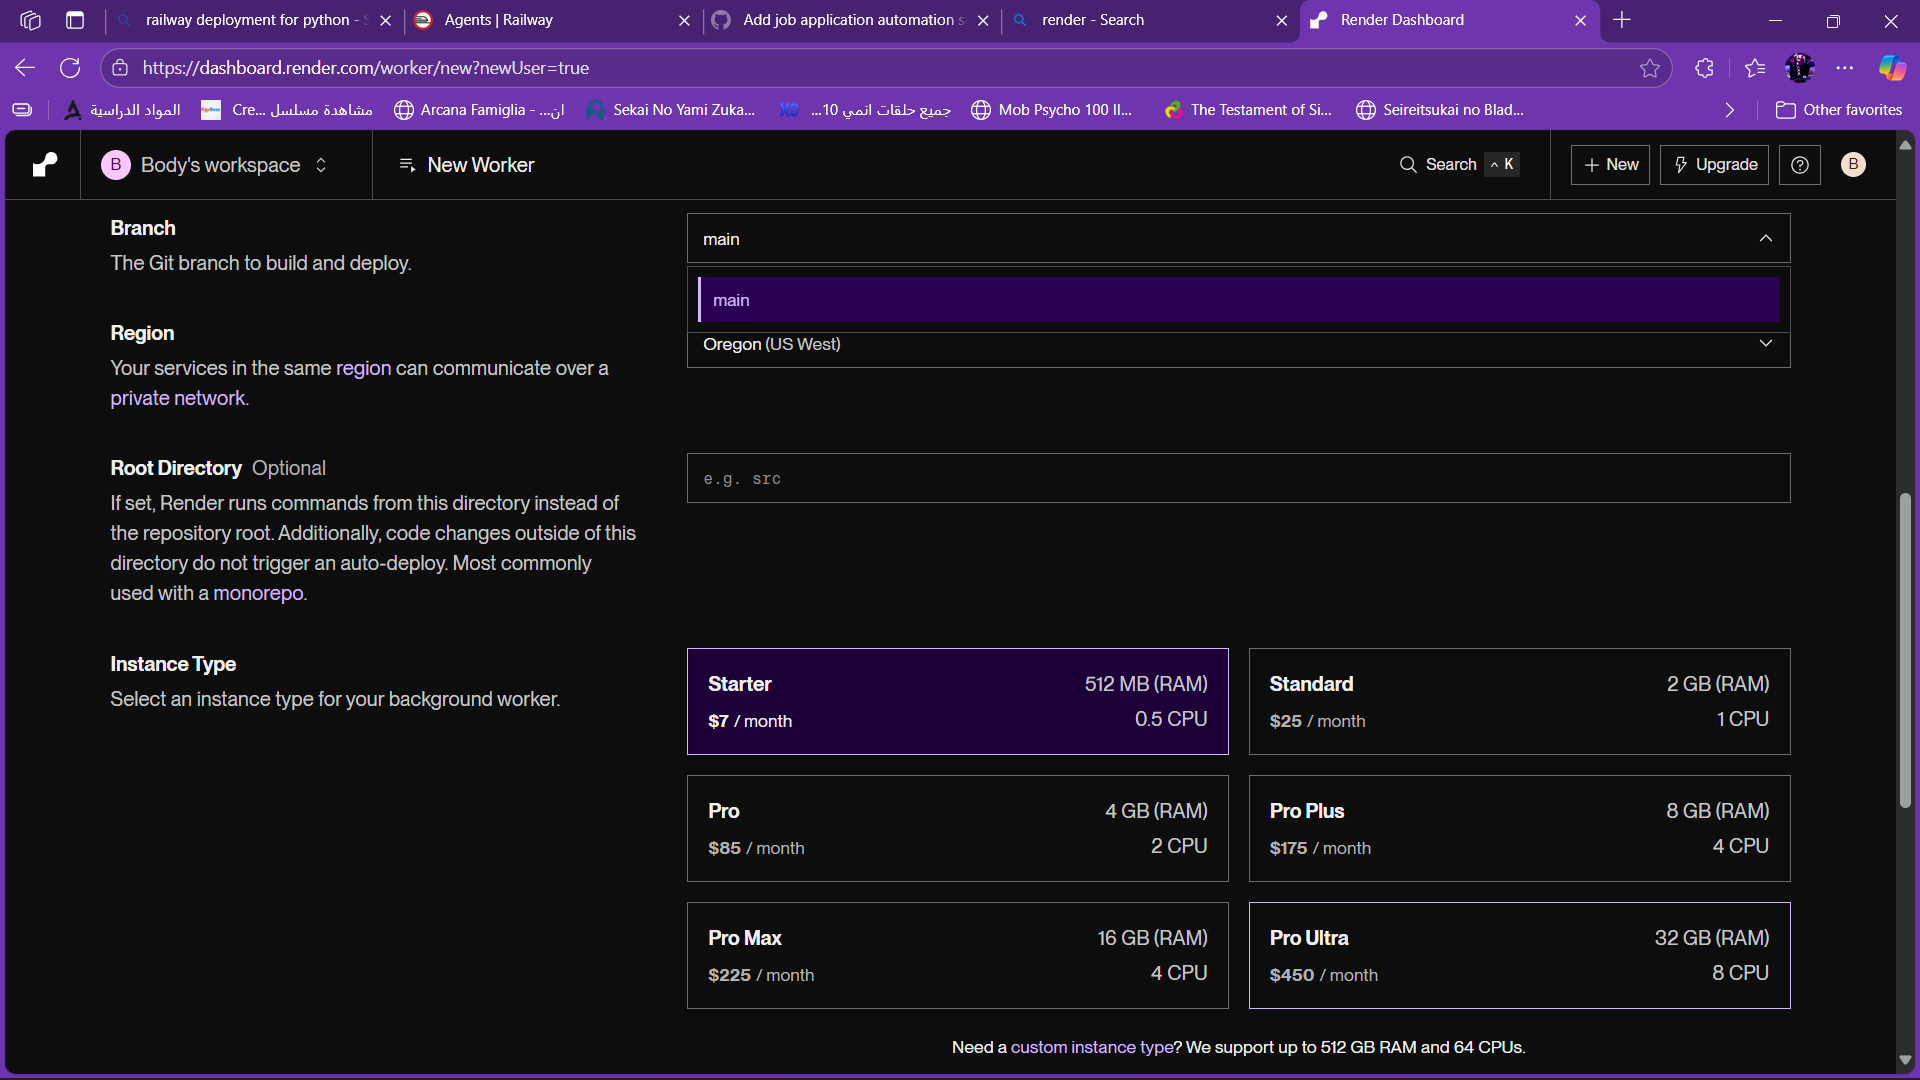 railway deployment for python - S
Agents | Railway
Add job application automation s
render - Search
Render Dashboard
https://dashboard.render.com/worker/new?newUser=true
المواد الدراسية
مشاهدة مسلسل ...Cre
Arcana Famiglia - ...ان
Sekai No Yami Zuka...
جميع حلقات انمي 10...
Mob Psycho 100 II...
The Testament of Si...
Seireitsukai no Blad...
Other favorites
B Body's workspace
New Worker
Search ^ K
+ New
Upgrade
B
Branch
The Git branch to build and deploy.
main
main
Region
Your services in the same region can communicate over a
private network.
Oregon (US West)
Root Directory Optional
If set, Render runs commands from this directory instead of
the repository root. Additionally, code changes outside of this
directory do not trigger an auto-deploy. Most commonly
used with a monorepo.
e.g. src
Instance Type
Select an instance type for your background worker.
Starter 512 MB (RAM)
$7 / month 0.5 CPU
Standard 2 GB (RAM)
$25 / month 1 CPU
Pro 4 GB (RAM)
$85 / month 2 CPU
Pro Plus 8 GB (RAM)
$175 / month 4 CPU
Pro Max 16 GB (RAM)
$225 / month 4 CPU
Pro Ultra 32 GB (RAM)
$450 / month 8 CPU
Need a custom instance type? We support up to 512 GB RAM and 64 CPUs.